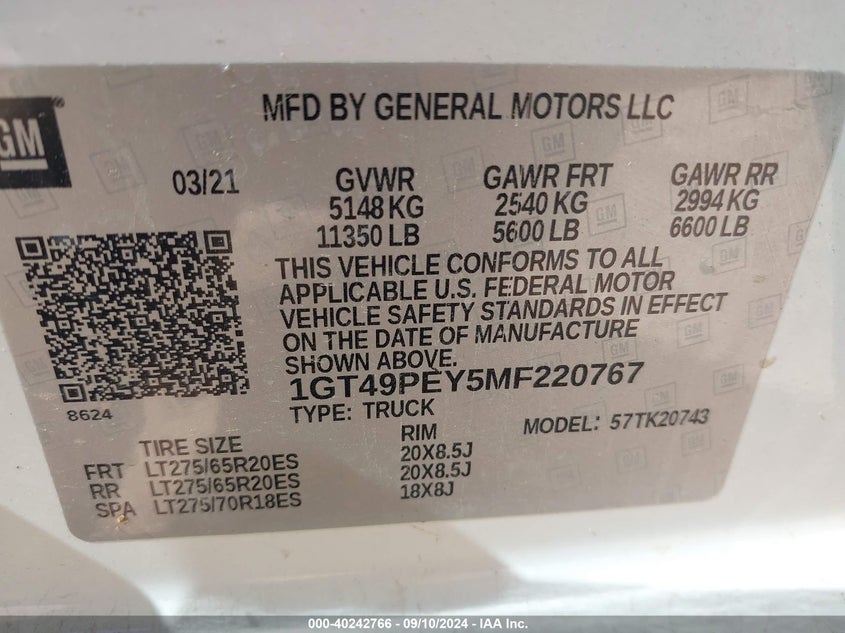 GM
MFD BY GENERAL MOTORS LLC
03/21 GVWR GAWR FRT GAWR RR
5148 KG 2540 KG 2994 KG
11350 LB 5600 LB 6600 LB
THIS VEHICLE CONFORMS TO ALL
APPLICABLE U.S. FEDERAL MOTOR
VEHICLE SAFETY STANDARDS IN EFFECT
ON THE DATE OF MANUFACTURE
SHOWN ABOVE.
1GT49PEY5MF220767
8624
TYPE: TRUCK MODEL: 57TK20743
TIRE SIZE RIM
FRT LT275/65R20ES 20X8.5J
RR LT275/65R20ES 20X8.5J
SPA LT275/70R18ES 18X8J
000-40242766 - 09/10/2024 - IAA Inc.